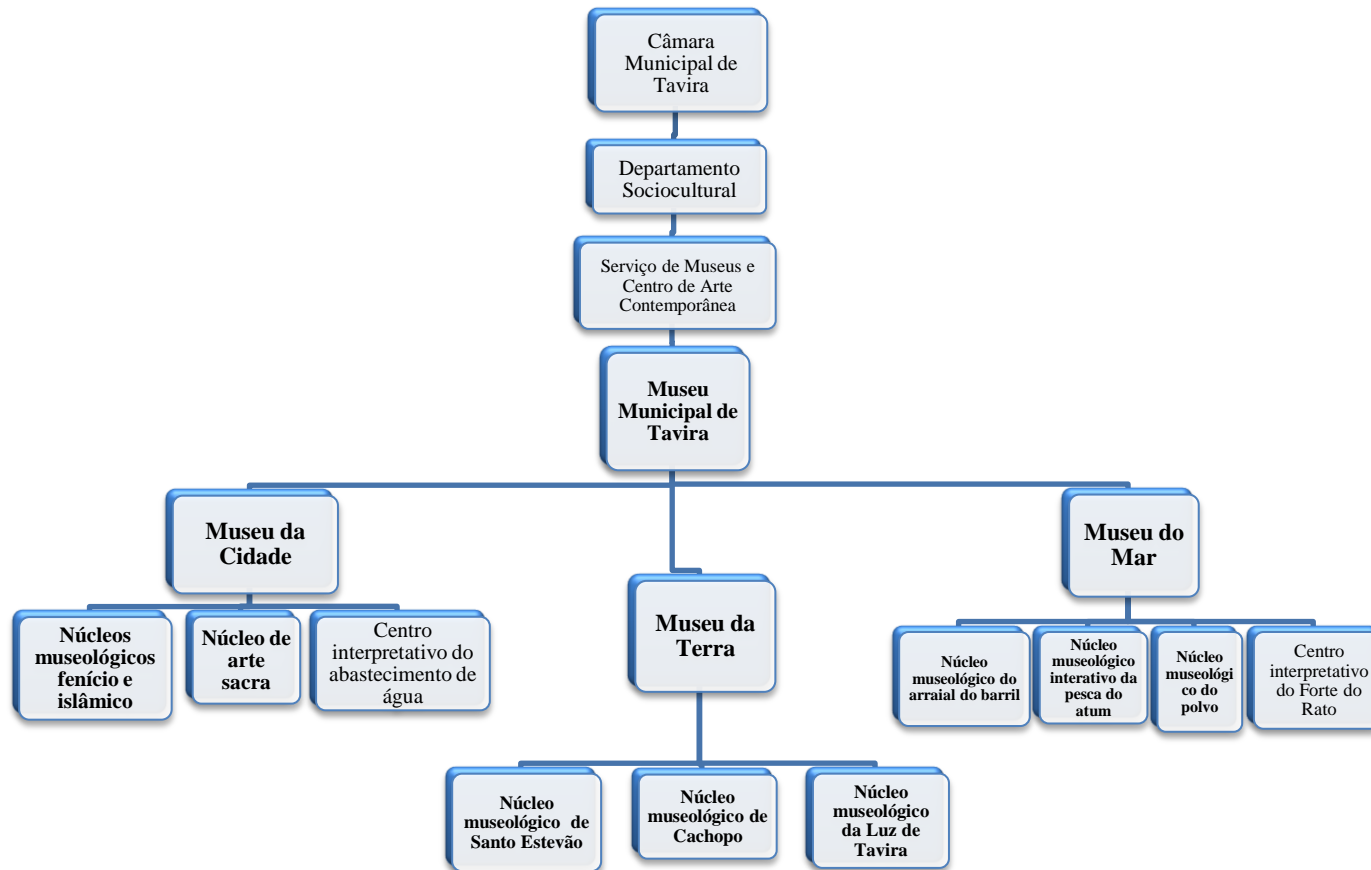 Câmara
Municipal de
Tavira
Departamento
Sociocultural
Serviço de Museus e
Centro de Arte
Contemporânea
Museu
Municipal de
Tavira
Museu da
Cidade
Núcleos
museológicos
fenício e
islâmico
Núcleo de
arte
sacra
Centro
interpretativo do
abastecimento de
água
Museu da
Terra
Núcleo
museológico de
Santo Estevão
Núcleo
museológico de
Cachopo
Núcleo
museológico
da Luz de
Tavira
Museu do
Mar
Núcleo
museológico do
arraial do barril
Núcleo
museológico
interativo da
pesca do
atum
Núcleo
museológi
co do
polvo
Centro
interpretativo
do Forte do
Rato